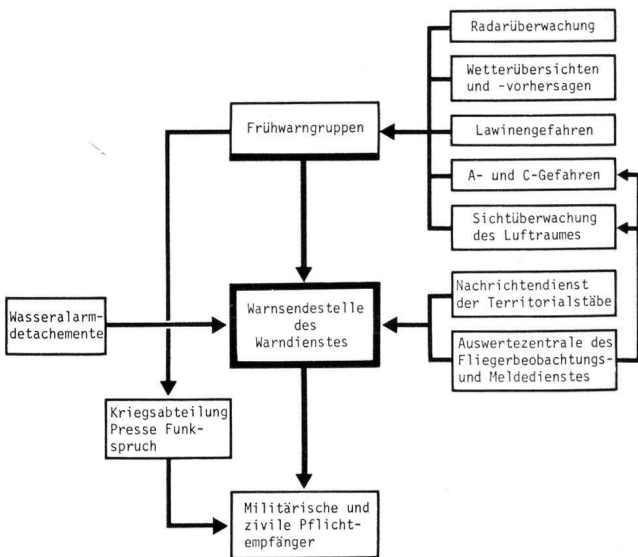 Radarüberwachung
Wetterübersichten
und -vorhersagen
Frühwarngruppen
Lawinengefahren
A- und C-Gefahren
Sichtüberwachung
des Luftraumes
Wasseralarm-
detachemente
Warnsendestelle
des
Warndienstes
Nachrichtendienst
der Territorialstäbe
Auswertezentrale des
Fliegerbeobachtungs-
und Meldedienstes
Kriegsabteilung
Presse Funk-
spruch
Militärische und
zivile Pflicht-
empfänger